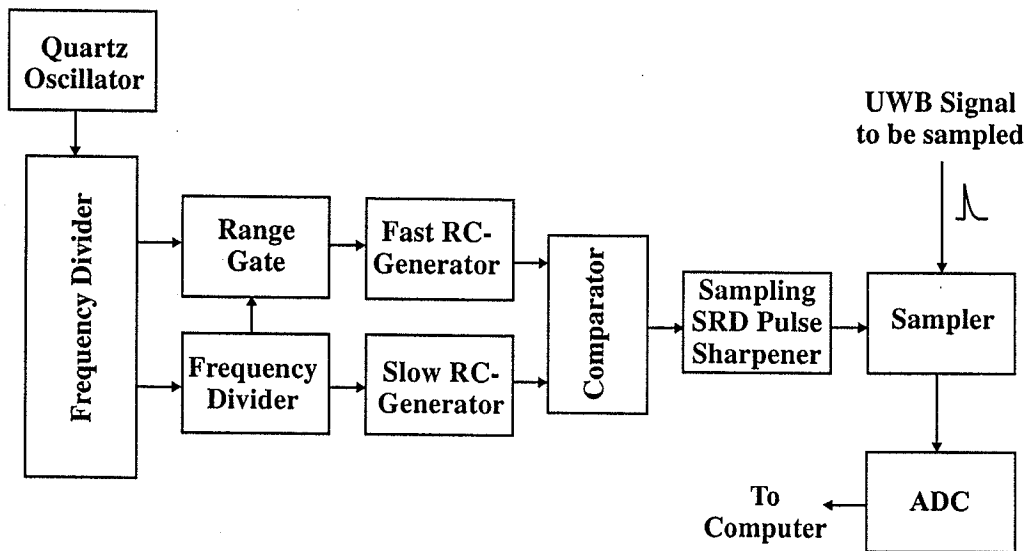 Quartz
Oscillator
UWB Signal
to be sampled
Frequency Divider
Range
Gate
Fast RC-
Generator
Frequency
Divider
Slow RC-
Generator
Comparator
Sampling
SRD Pulse
Sharpener
Sampler
ADC
To
Computer